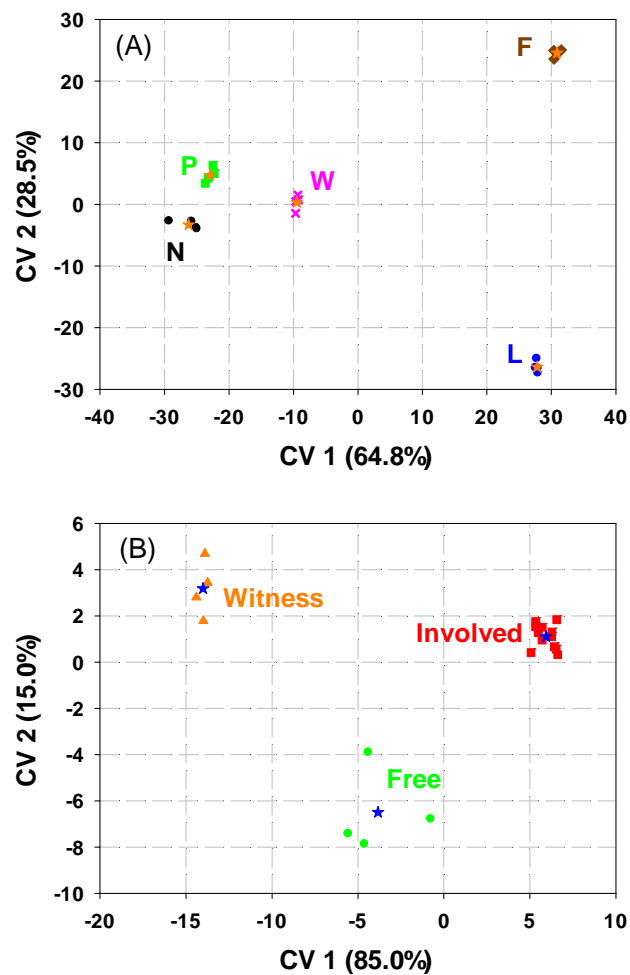 (A)
30
20
10
0
-10
-20
-30
CV 2 (28.5%)
F
P
W
N
L
-40 -30 -20 -10 0 10 20 30 40
CV 1 (64.8%)
(B)
6
4
2
0
-2
-4
-6
-8
-10
CV 2 (15.0%)
Witness
Involved
Free
-20 -15 -10 -5 0 5 10
CV 1 (85.0%)